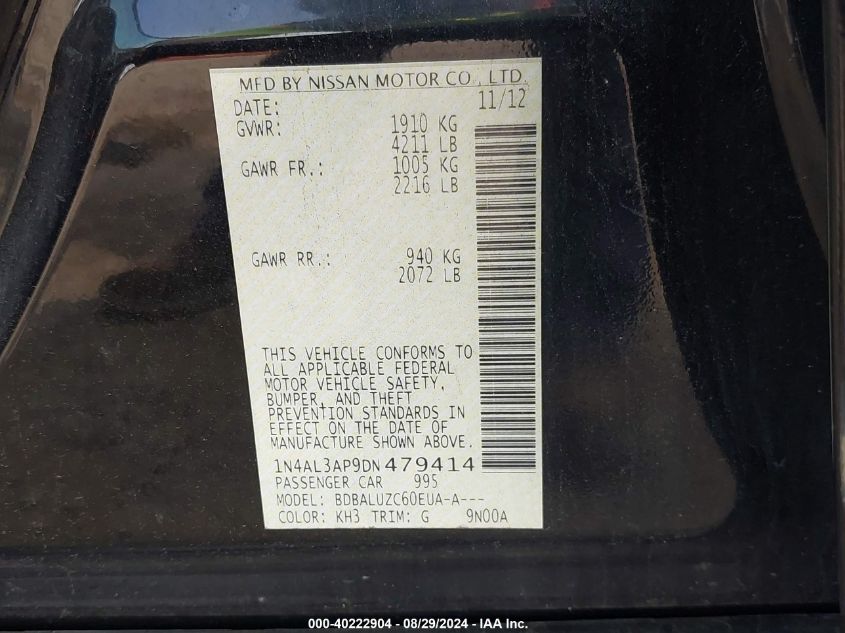 MFD BY NISSAN MOTOR CO., LTD.
DATE: 11/12
GVWR: 1910 KG
4211 LB
GAWR FR.: 1005 KG
2216 LB
GAWR RR.: 940 KG
2072 LB
THIS VEHICLE CONFORMS TO
ALL APPLICABLE FEDERAL
MOTOR VEHICLE SAFETY,
BUMPER, AND THEFT
PREVENTION STANDARDS IN
EFFECT ON THE DATE OF
MANUFACTURE SHOWN ABOVE.
1N4AL3AP9DN479414
PASSENGER CAR 995
MODEL: BDBALUZC60EUA-A---
COLOR: KH3 TRIM: G 9N00A
000-40222904 - 08/29/2024 - IAA Inc.